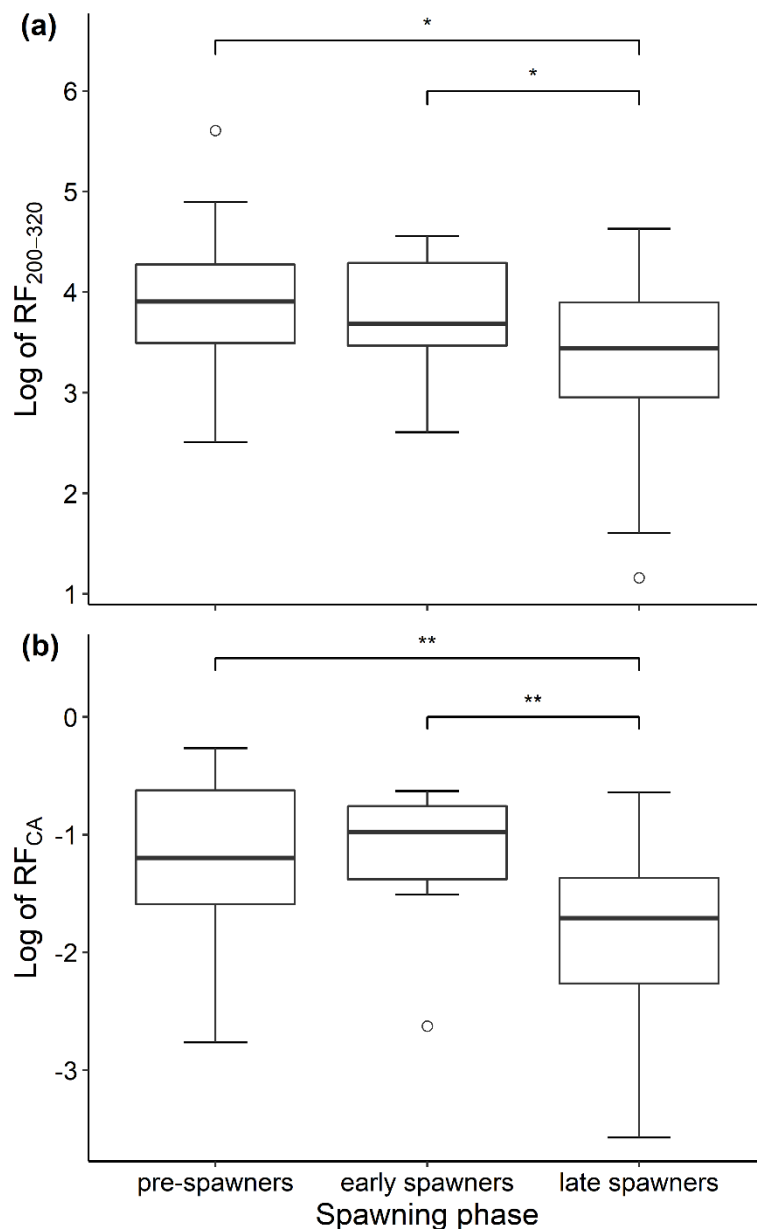 (a)
*
*
6
5
4
3
2
1
Log of RF200−320
(b)
**
**
0
-1
-2
-3
Log of RFCA
pre-spawners early spawners late spawners
Spawning phase